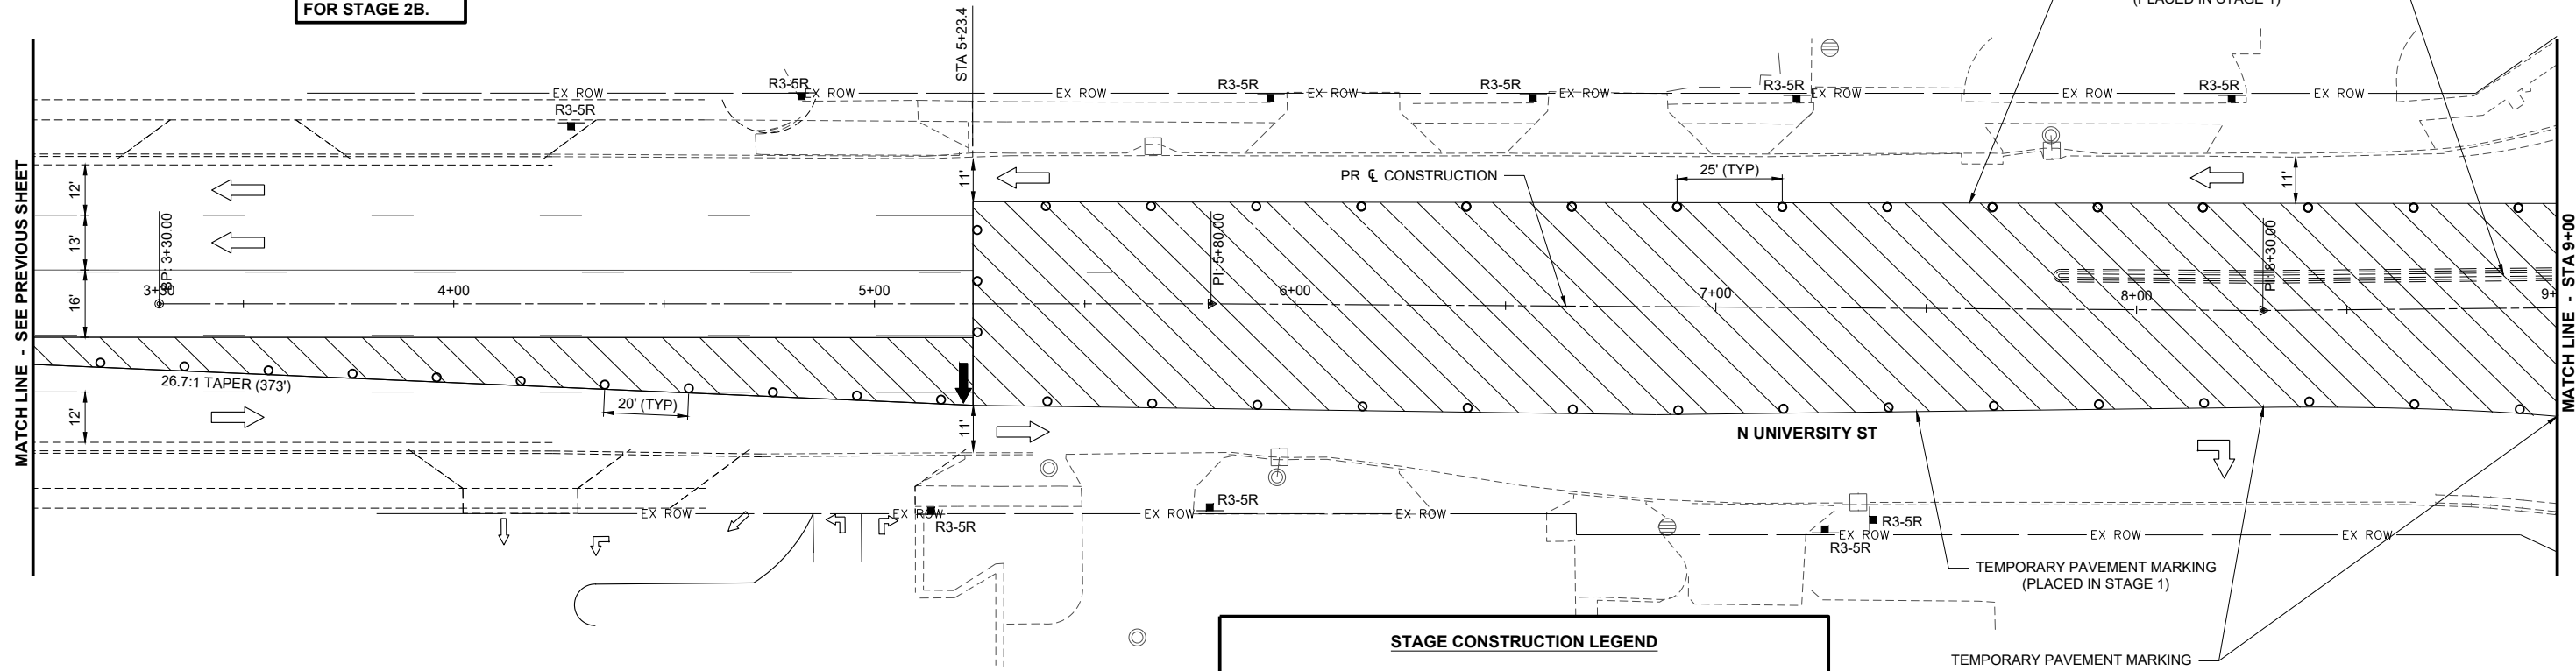 FOR STAGE 2B.
(PLACED IN STAGE 1)
STA 5+23.4
R3-5R
R3-5R
R3-5R
R3-5R
R3-5R
R3-5R
EX ROW
EX ROW
EX ROW
EX ROW
EX ROW
EX ROW
EX ROW
EX ROW
MATCH LINE - SEE PREVIOUS SHEET
12'
13'
16'
12'
11'
11'
11'
PR ℄ CONSTRUCTION
25' (TYP)
BP: 3+30.00
PI: 5+80.00
PI: 8+30.00
3+30
4+00
5+00
6+00
7+00
8+00
9+
MATCH LINE - STA 9+00
26.7:1 TAPER (373')
20' (TYP)
N UNIVERSITY ST
EX ROW
EX ROW
EX ROW
EX ROW
EX ROW
EX ROW
EX ROW
R3-5R
R3-5R
R3-5R
R3-5R
TEMPORARY PAVEMENT MARKING
(PLACED IN STAGE 1)
STAGE CONSTRUCTION LEGEND
TEMPORARY PAVEMENT MARKING